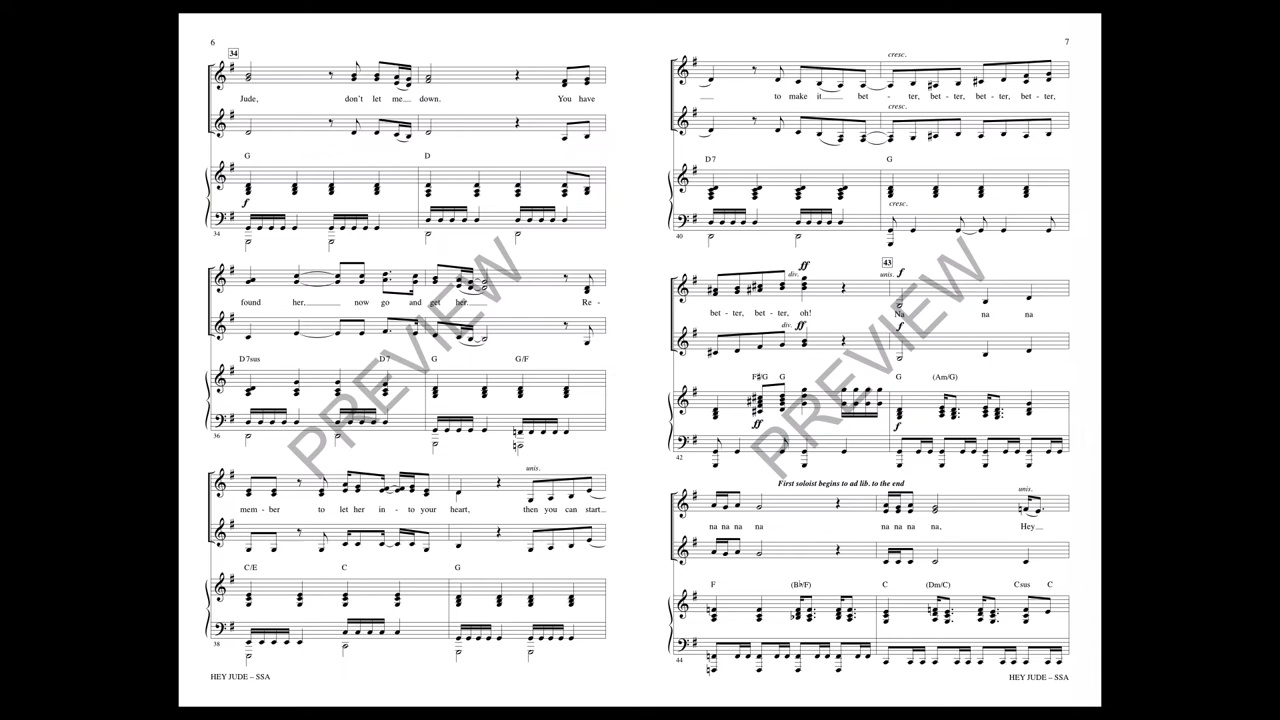 6
34
Jude, don't let me down. You have
G D
f
34
found her, now go and get her. Re -
D7sus D7 G G/F
36
unis.
mem - ber to let her in - to your heart, then you can start
C/E C G
38
HEY JUDE – SSA
PREVIEW
7
cresc.
to make it bet - ter, bet - ter, bet - ter, bet - ter,
cresc.
D7 G
cresc.
40
43
div. ff unis. f
bet - ter, bet - ter, oh! Na na na
div. ff f
F#/G G G (Am/G)
ff f
42
First soloist begins to ad lib. to the end
unis.
na na na na na na na na, Hey
F (B♭/F) C (Dm/C) Csus C
44
HEY JUDE – SSA
PREVIEW